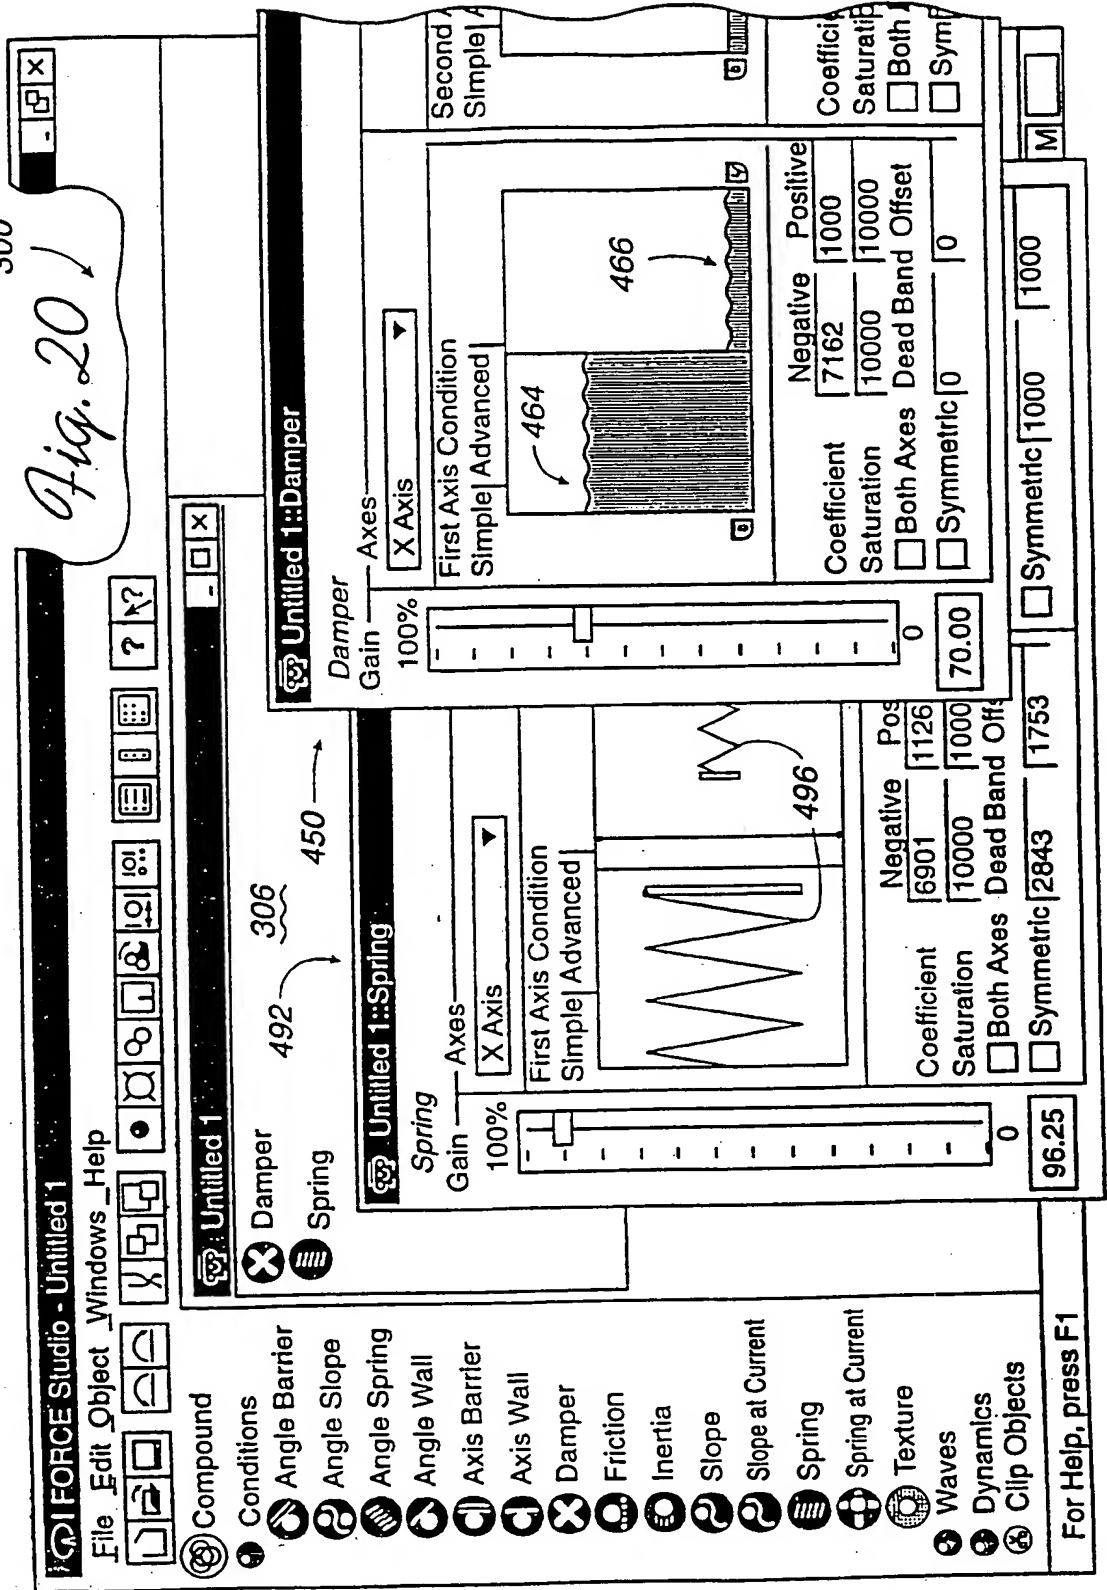 Fig. 20
300
I FORCE Studio - Untitled 1
File Edit Object Windows Help
? ?
Compound
Conditions
Angle Barrier
Angle Slope
Angle Spring
Angle Wall
Axis Barrier
Axis Wall
Damper
Friction
Inertia
Slope
Slope at Current
Spring
Spring at Current
Texture
Waves
Dynamics
Clip Objects
For Help, press F1
M
: Untitled 1
Damper
Spring
492
306
450
Untitled 1::Spring
Spring
Gain
100%
0
96.25
Axes
X Axis
First Axis Condition
Simple Advanced
496
Negative Pos
Coefficient 6901 1126
Saturation 10000 1000
Both Axes Dead Band Offs
Symmetric 2843 1753
Symmetric 1000 1000
Untitled 1::Damper
Damper
Gain
100%
0
70.00
Axes
X Axis
First Axis Condition
Simple Advanced
464
466
Negative Positive
Coefficient 7162 1000
Saturation 10000 10000
Both Axes Dead Band Offset
Symmetric 0 0
Second A
Simple A
Coefficie
Saturati
Both
Sym